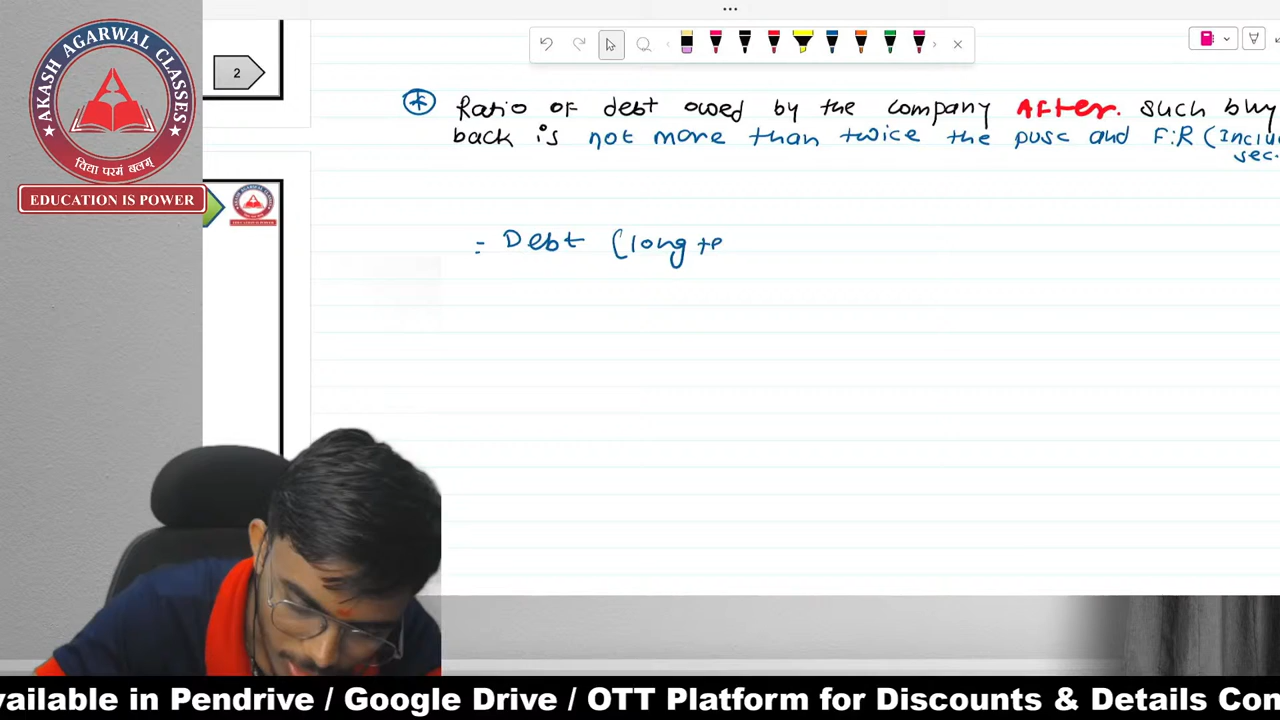 AKASH AGARWAL CLASSES
विद्या परमं बलम्
EDUCATION IS POWER
2
* Ratio of debt owed by the company After. such buy
back is not more than twice the pusc and F.R (Inclu
sec.
= Debt (long te
vailable in Pendrive / Google Drive / OTT Platform for Discounts & Details Con